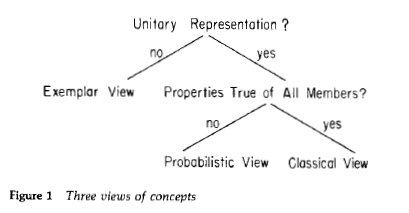 Unitary Representation ?
no
yes
Exemplar View
Properties True of All Members?
no
yes
Probabilistic View
Classical View
Figure 1 Three views of concepts